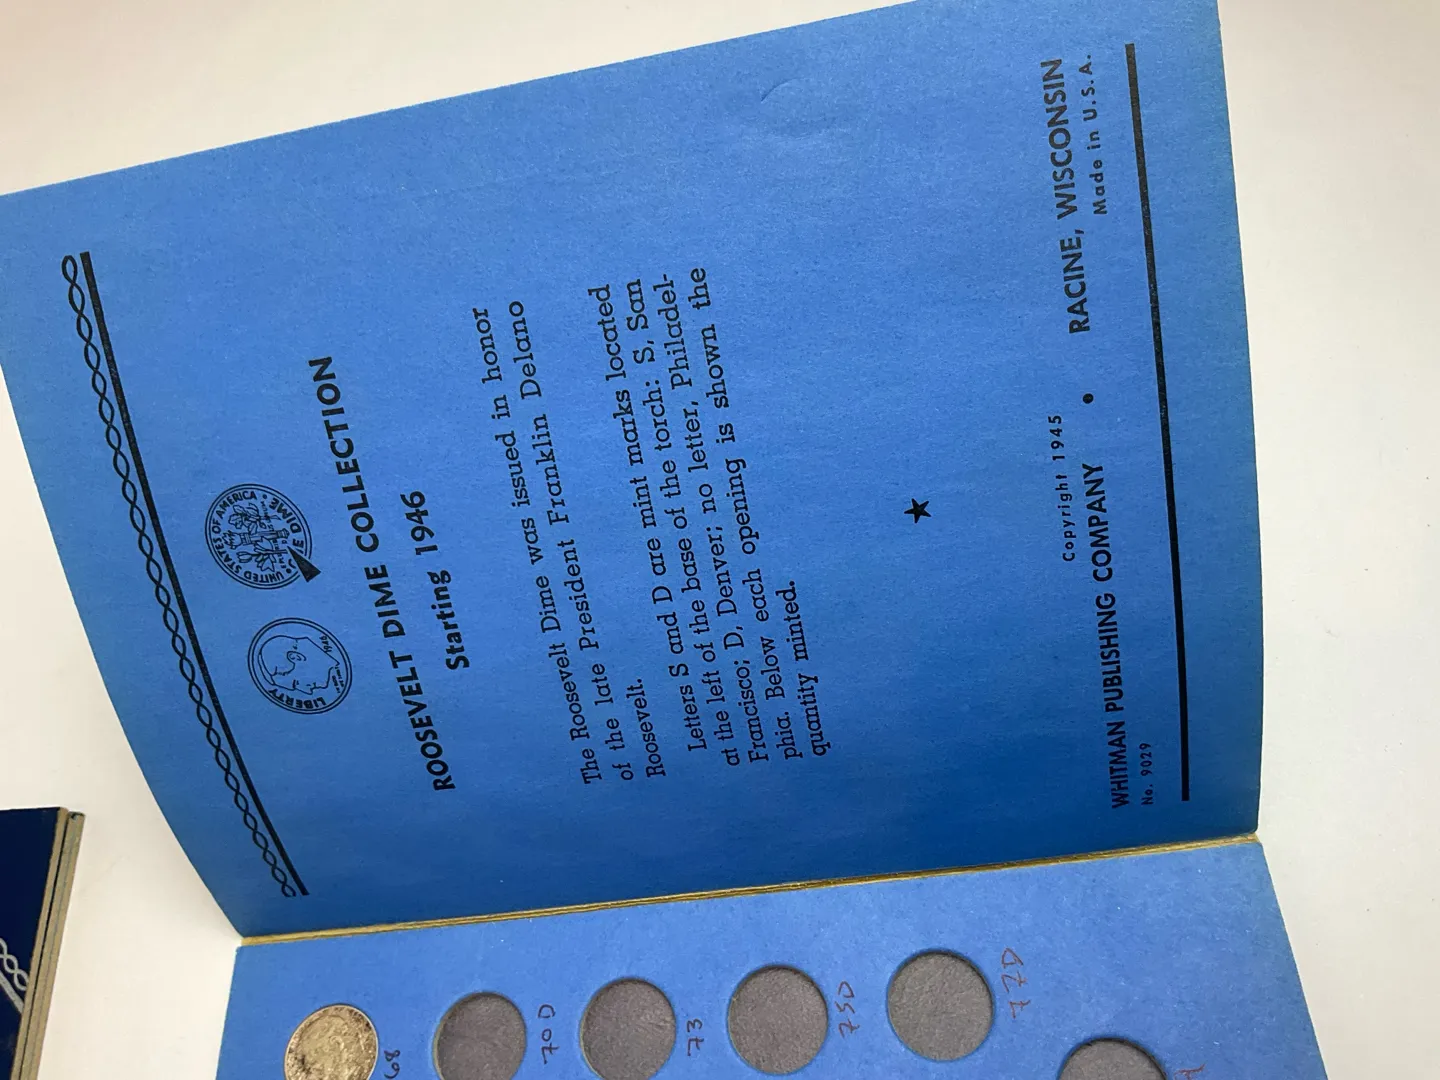 UNITED STATES OF AMERICA
ONE DIME
LIBERTY
1946
ROOSEVELT DIME COLLECTION
Starting 1946
The Roosevelt Dime was issued in honor
of the late President Franklin Delano
Roosevelt.
Letters S and D are mint marks located
at the left of the base of the torch: S, San
Francisco; D, Denver; no letter, Philadel-
phia. Below each opening is shown the
quantity minted.
Copyright 1945
WHITMAN PUBLISHING COMPANY • RACINE, WISCONSIN
No. 9029
Made in U.S.A.
68
70D
73
75D
77D